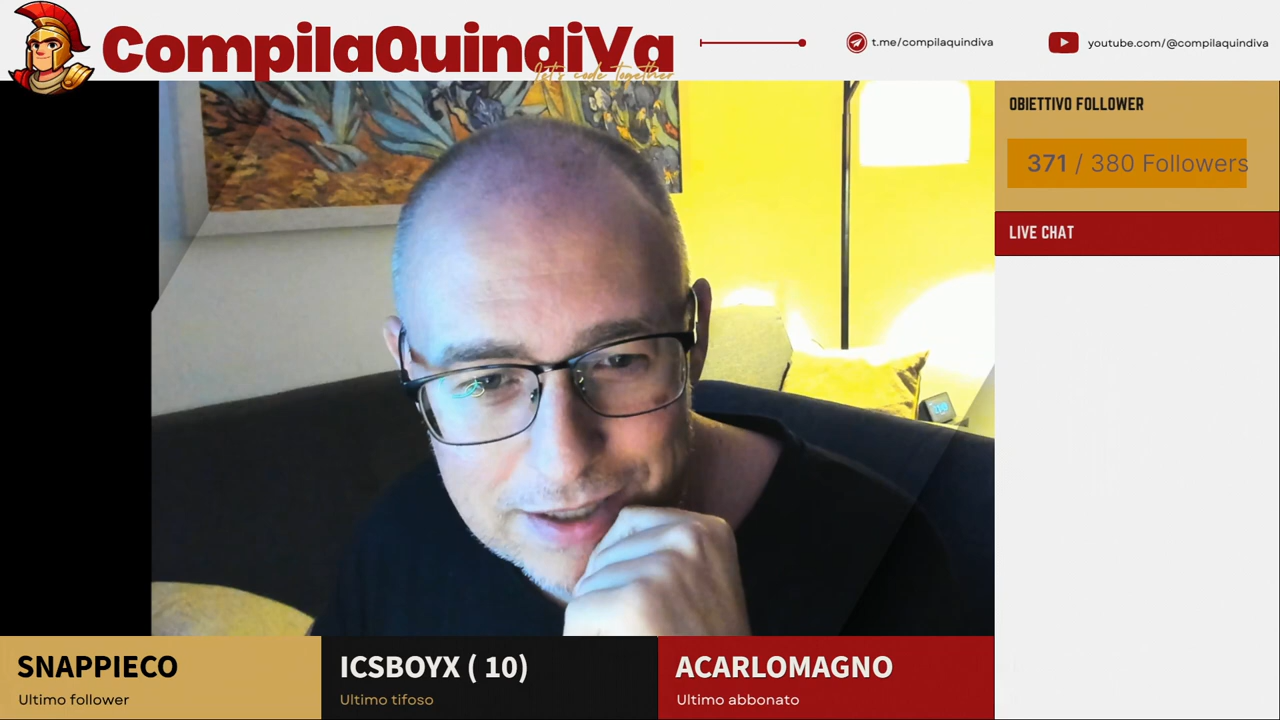 CompilaQuindiVa
let's code together
t.me/compilaquindiva
youtube.com/@compilaquindiva
OBIETTIVO FOLLOWER
371 / 380 Followers
LIVE CHAT
SNAPPIECO
Ultimo follower
ICSBOYX ( 10)
Ultimo tifoso
ACARLOMAGNO
Ultimo abbonato